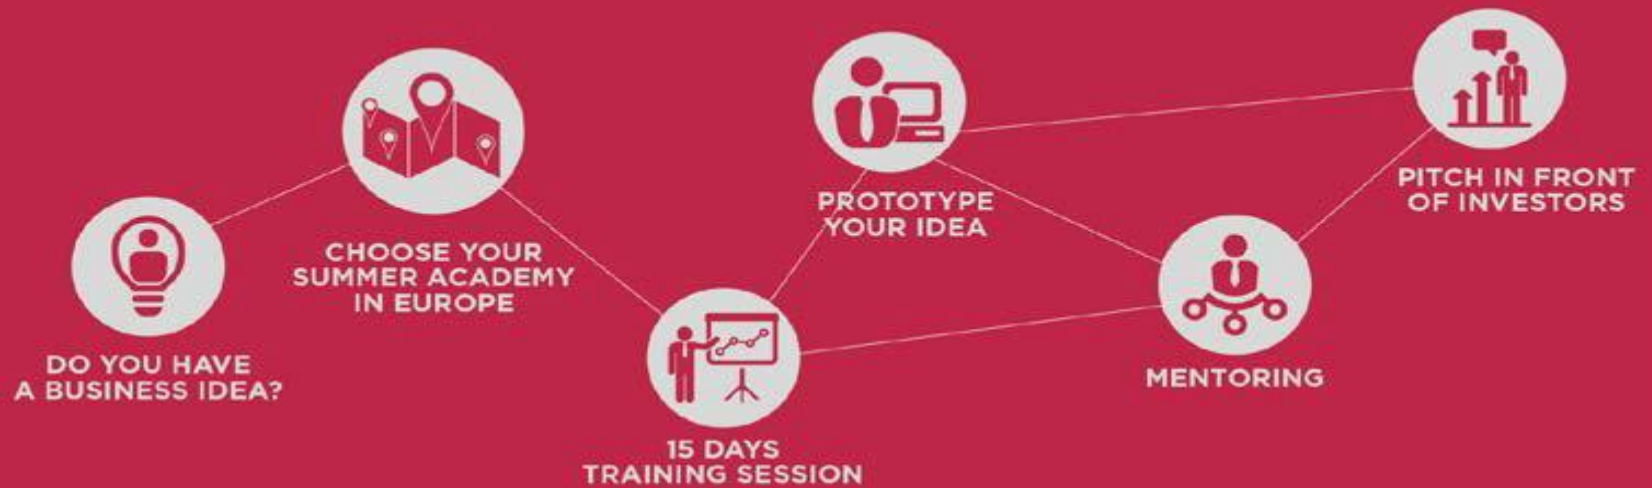 DO YOU HAVE
A BUSINESS IDEA?
CHOOSE YOUR
SUMMER ACADEMY
IN EUROPE
15 DAYS
TRAINING SESSION
PROTOTYPE
YOUR IDEA
MENTORING
PITCH IN FRONT
OF INVESTORS